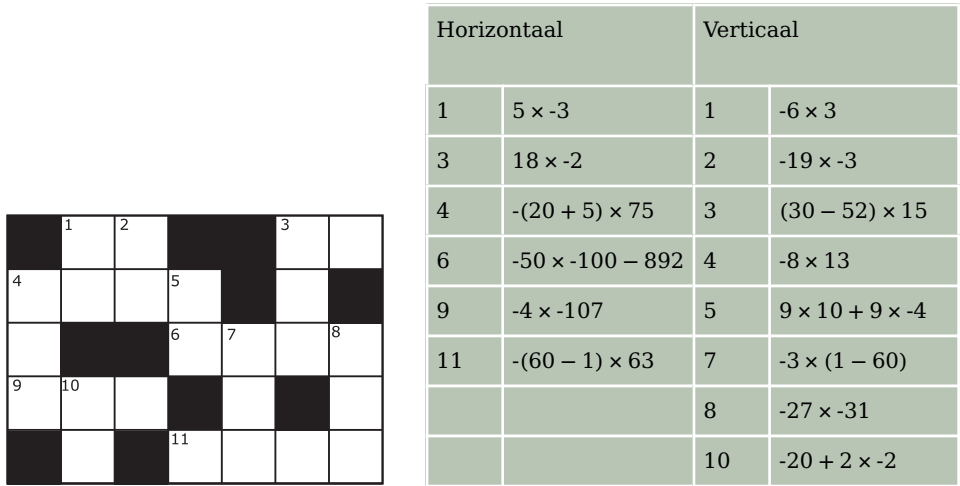 1 2 3
4 5
6 7 8
9 10
11
Horizontaal Verticaal
1 5 × -3 1 -6 × 3
3 18 × -2 2 -19 × -3
4 -(20 + 5) × 75 3 (30 − 52) × 15
6 -50 × -100 − 892 4 -8 × 13
9 -4 × -107 5 9 × 10 + 9 × -4
11 -(60 − 1) × 63 7 -3 × (1 − 60)
8 -27 × -31
10 -20 + 2 × -2